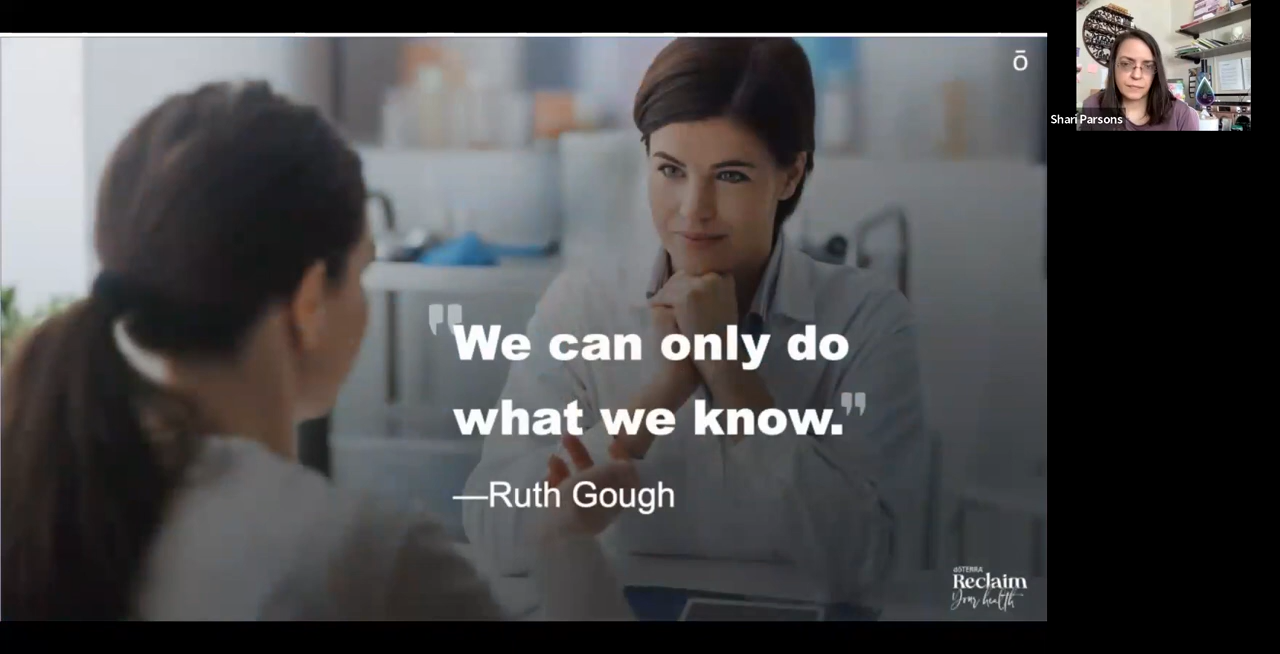 ō
"We can only do
what we know."
—Ruth Gough
dōTERRA
Reclaim
Your health
Shari Parsons